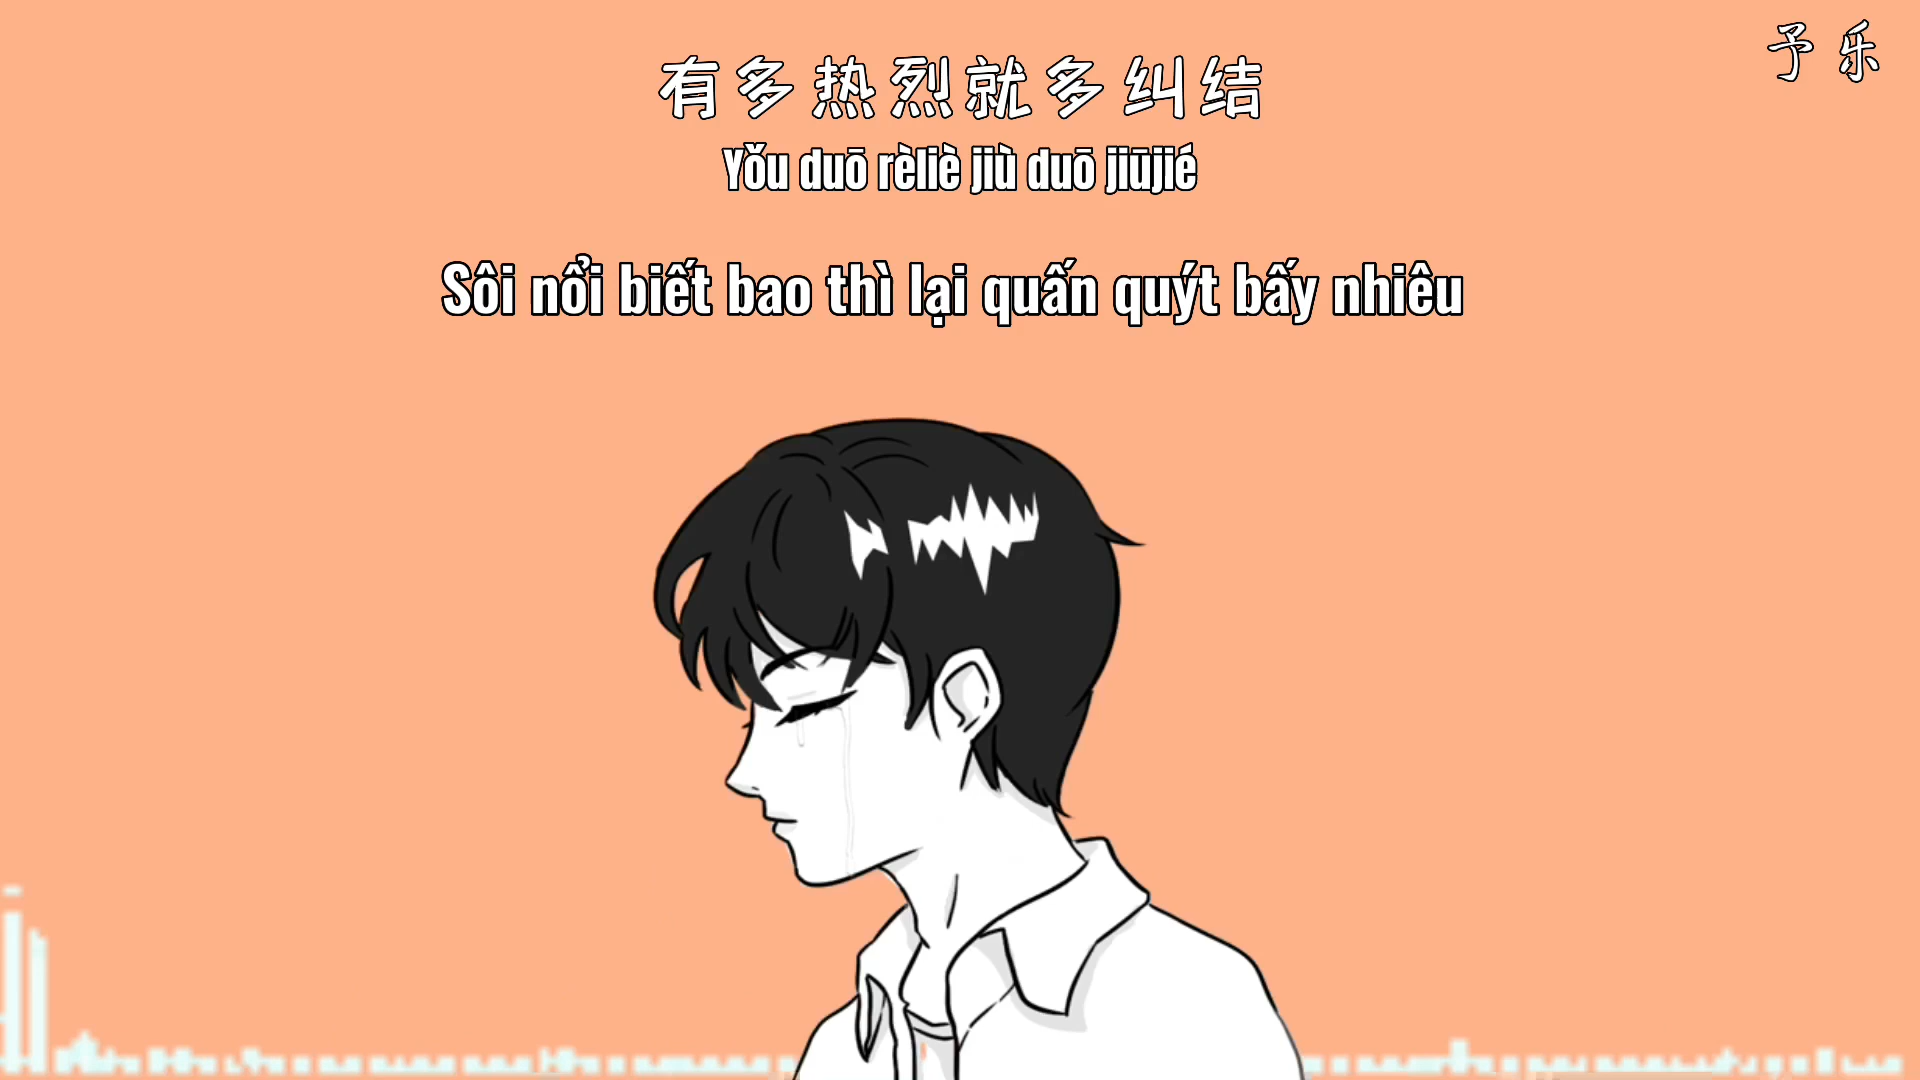 予乐
有多热烈就多纠结
Yǒu duō rèliè jiù duō jiūjié
Sôi nổi biết bao thì lại quấn quýt bấy nhiêu